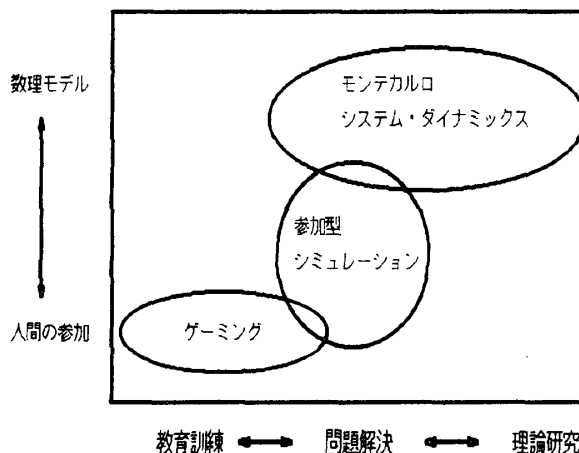 数理モデル
モンテカルロ
システム・ダイナミックス
参加型
シミュレーション
人間の参加
ゲーミング
教育訓練 問題解決 理論研究